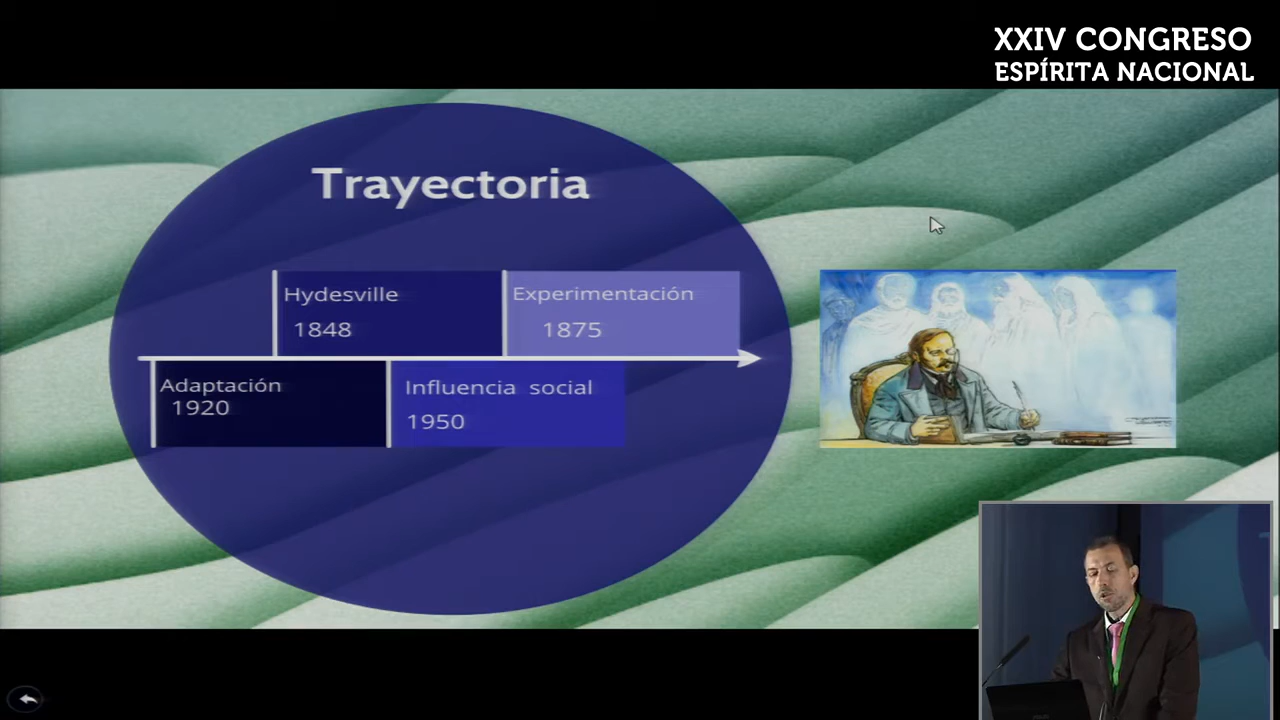 XXIV CONGRESO
ESPÍRITA NACIONAL
Trayectoria
Hydesville
1848
Experimentación
1875
Adaptación
1920
Influencia social
1950